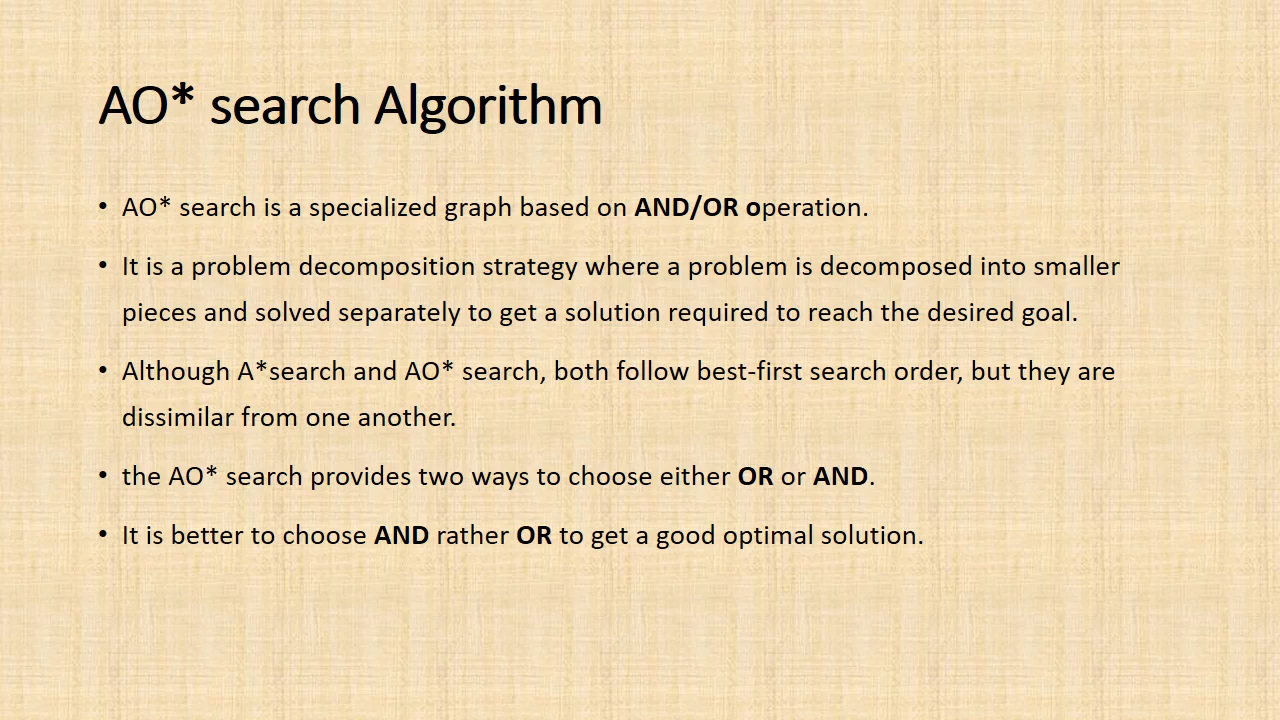 AO* search Algorithm
• AO* search is a specialized graph based on AND/OR operation.
• It is a problem decomposition strategy where a problem is decomposed into smaller
pieces and solved separately to get a solution required to reach the desired goal.
• Although A*search and AO* search, both follow best-first search order, but they are
dissimilar from one another.
• the AO* search provides two ways to choose either OR or AND.
• It is better to choose AND rather OR to get a good optimal solution.